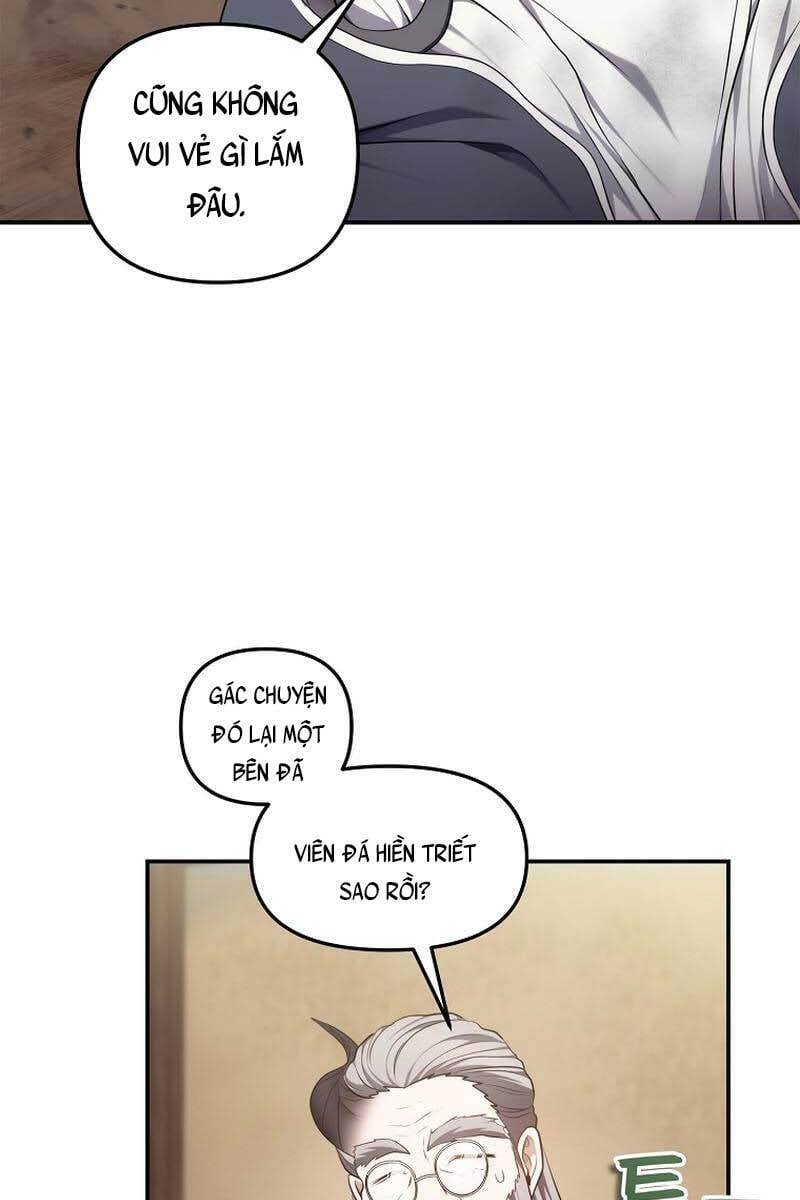 CŨNG KHÔNG
VUI VẺ GÌ LẮM
ĐÂU.
GÁC CHUYỆN
ĐÓ LẠI MỘT
BÊN ĐÃ
VIÊN ĐÁ HIỀN TRIẾT
SAO RỒI?